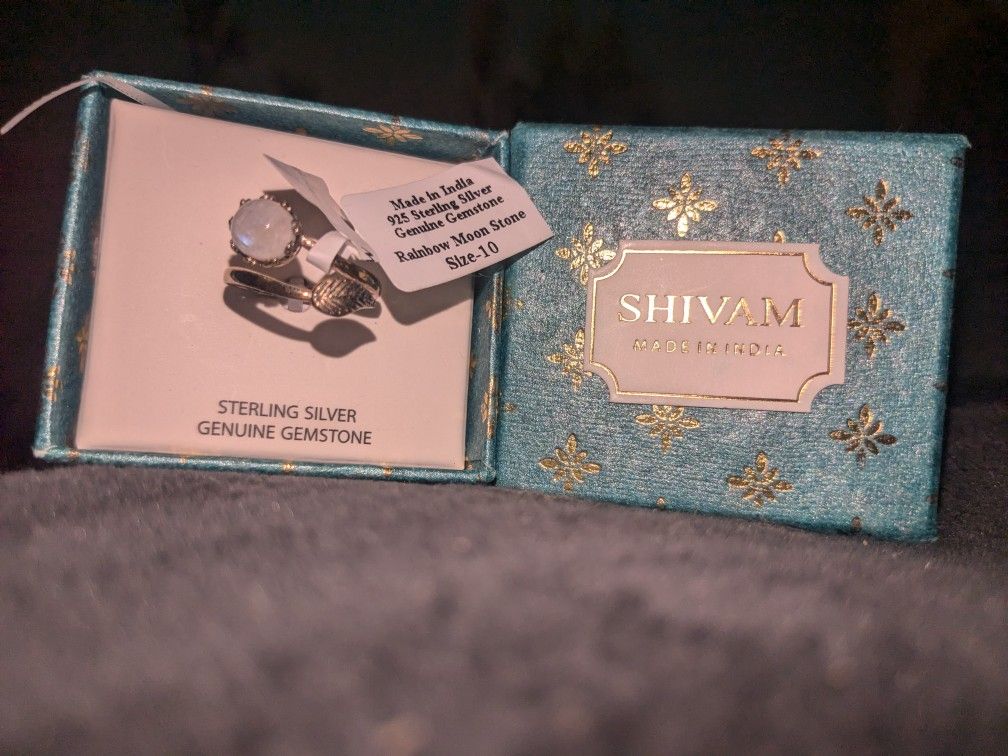 Made in India
925 Sterling Silver
Genuine Gemstone
Rainbow Moon Stone
Size-10
STERLING SILVER
GENUINE GEMSTONE
SHIVAM
MADE IN INDIA